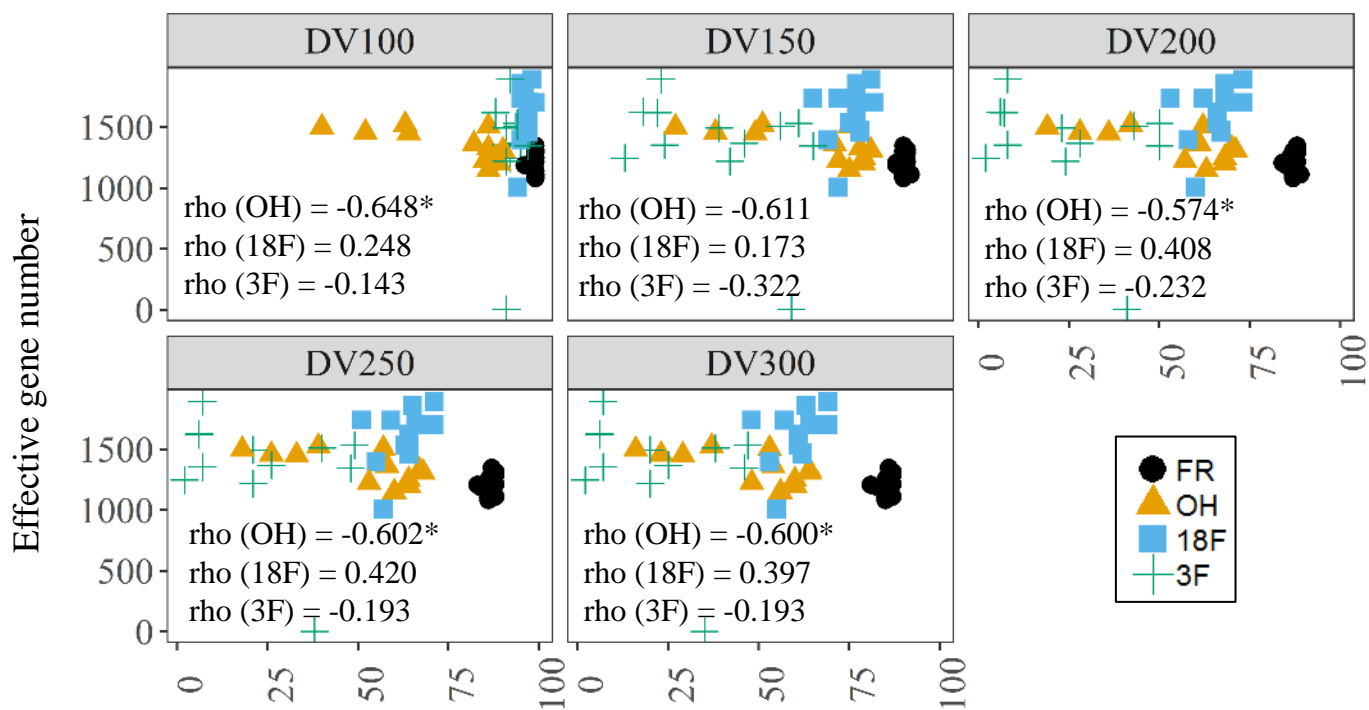 DV100
DV150
DV200
Effective gene number
1500
1000
500
0
rho (OH) = -0.648*
rho (18F) = 0.248
rho (3F) = -0.143
rho (OH) = -0.611
rho (18F) = 0.173
rho (3F) = -0.322
rho (OH) = -0.574*
rho (18F) = 0.408
rho (3F) = -0.232
0
25
50
75
100
DV250
DV300
1500
1000
500
0
rho (OH) = -0.602*
rho (18F) = 0.420
rho (3F) = -0.193
rho (OH) = -0.600*
rho (18F) = 0.397
rho (3F) = -0.193
FR
OH
18F
3F
0
25
50
75
100
0
25
50
75
100